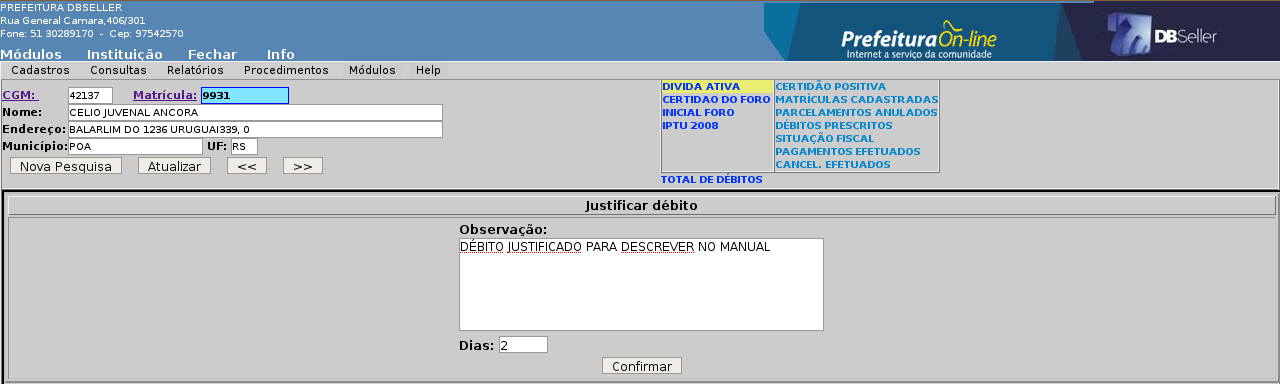 PREFEITURA DBSELLER
Rua General Camara,406/301
Fone: 51 30289170 - Cep: 97542570
Módulos Instituição Fechar Info
Prefeitura On-line
Internet a serviço da comunidade
DBSeller
Cadastros Consultas Relatórios Procedimentos Módulos Help
CGM: 42137 Matrícula: 9931
Nome: CELIO JUVENAL ANCORA
Endereço: BALARLIM DO 1236 URUGUAI339, 0
Município: POA UF: RS
Nova Pesquisa Atualizar << >>
DIVIDA ATIVA
CERTIDAO DO FORO
INICIAL FORO
IPTU 2008
CERTIDÃO POSITIVA
MATRÍCULAS CADASTRADAS
PARCELAMENTOS ANULADOS
DÉBITOS PRESCRITOS
SITUAÇÃO FISCAL
PAGAMENTOS EFETUADOS
CANCEL. EFETUADOS
TOTAL DE DÉBITOS
Justificar débito
Observação:
DÉBITO JUSTIFICADO PARA DESCREVER NO MANUAL
Dias: 2
Confirmar